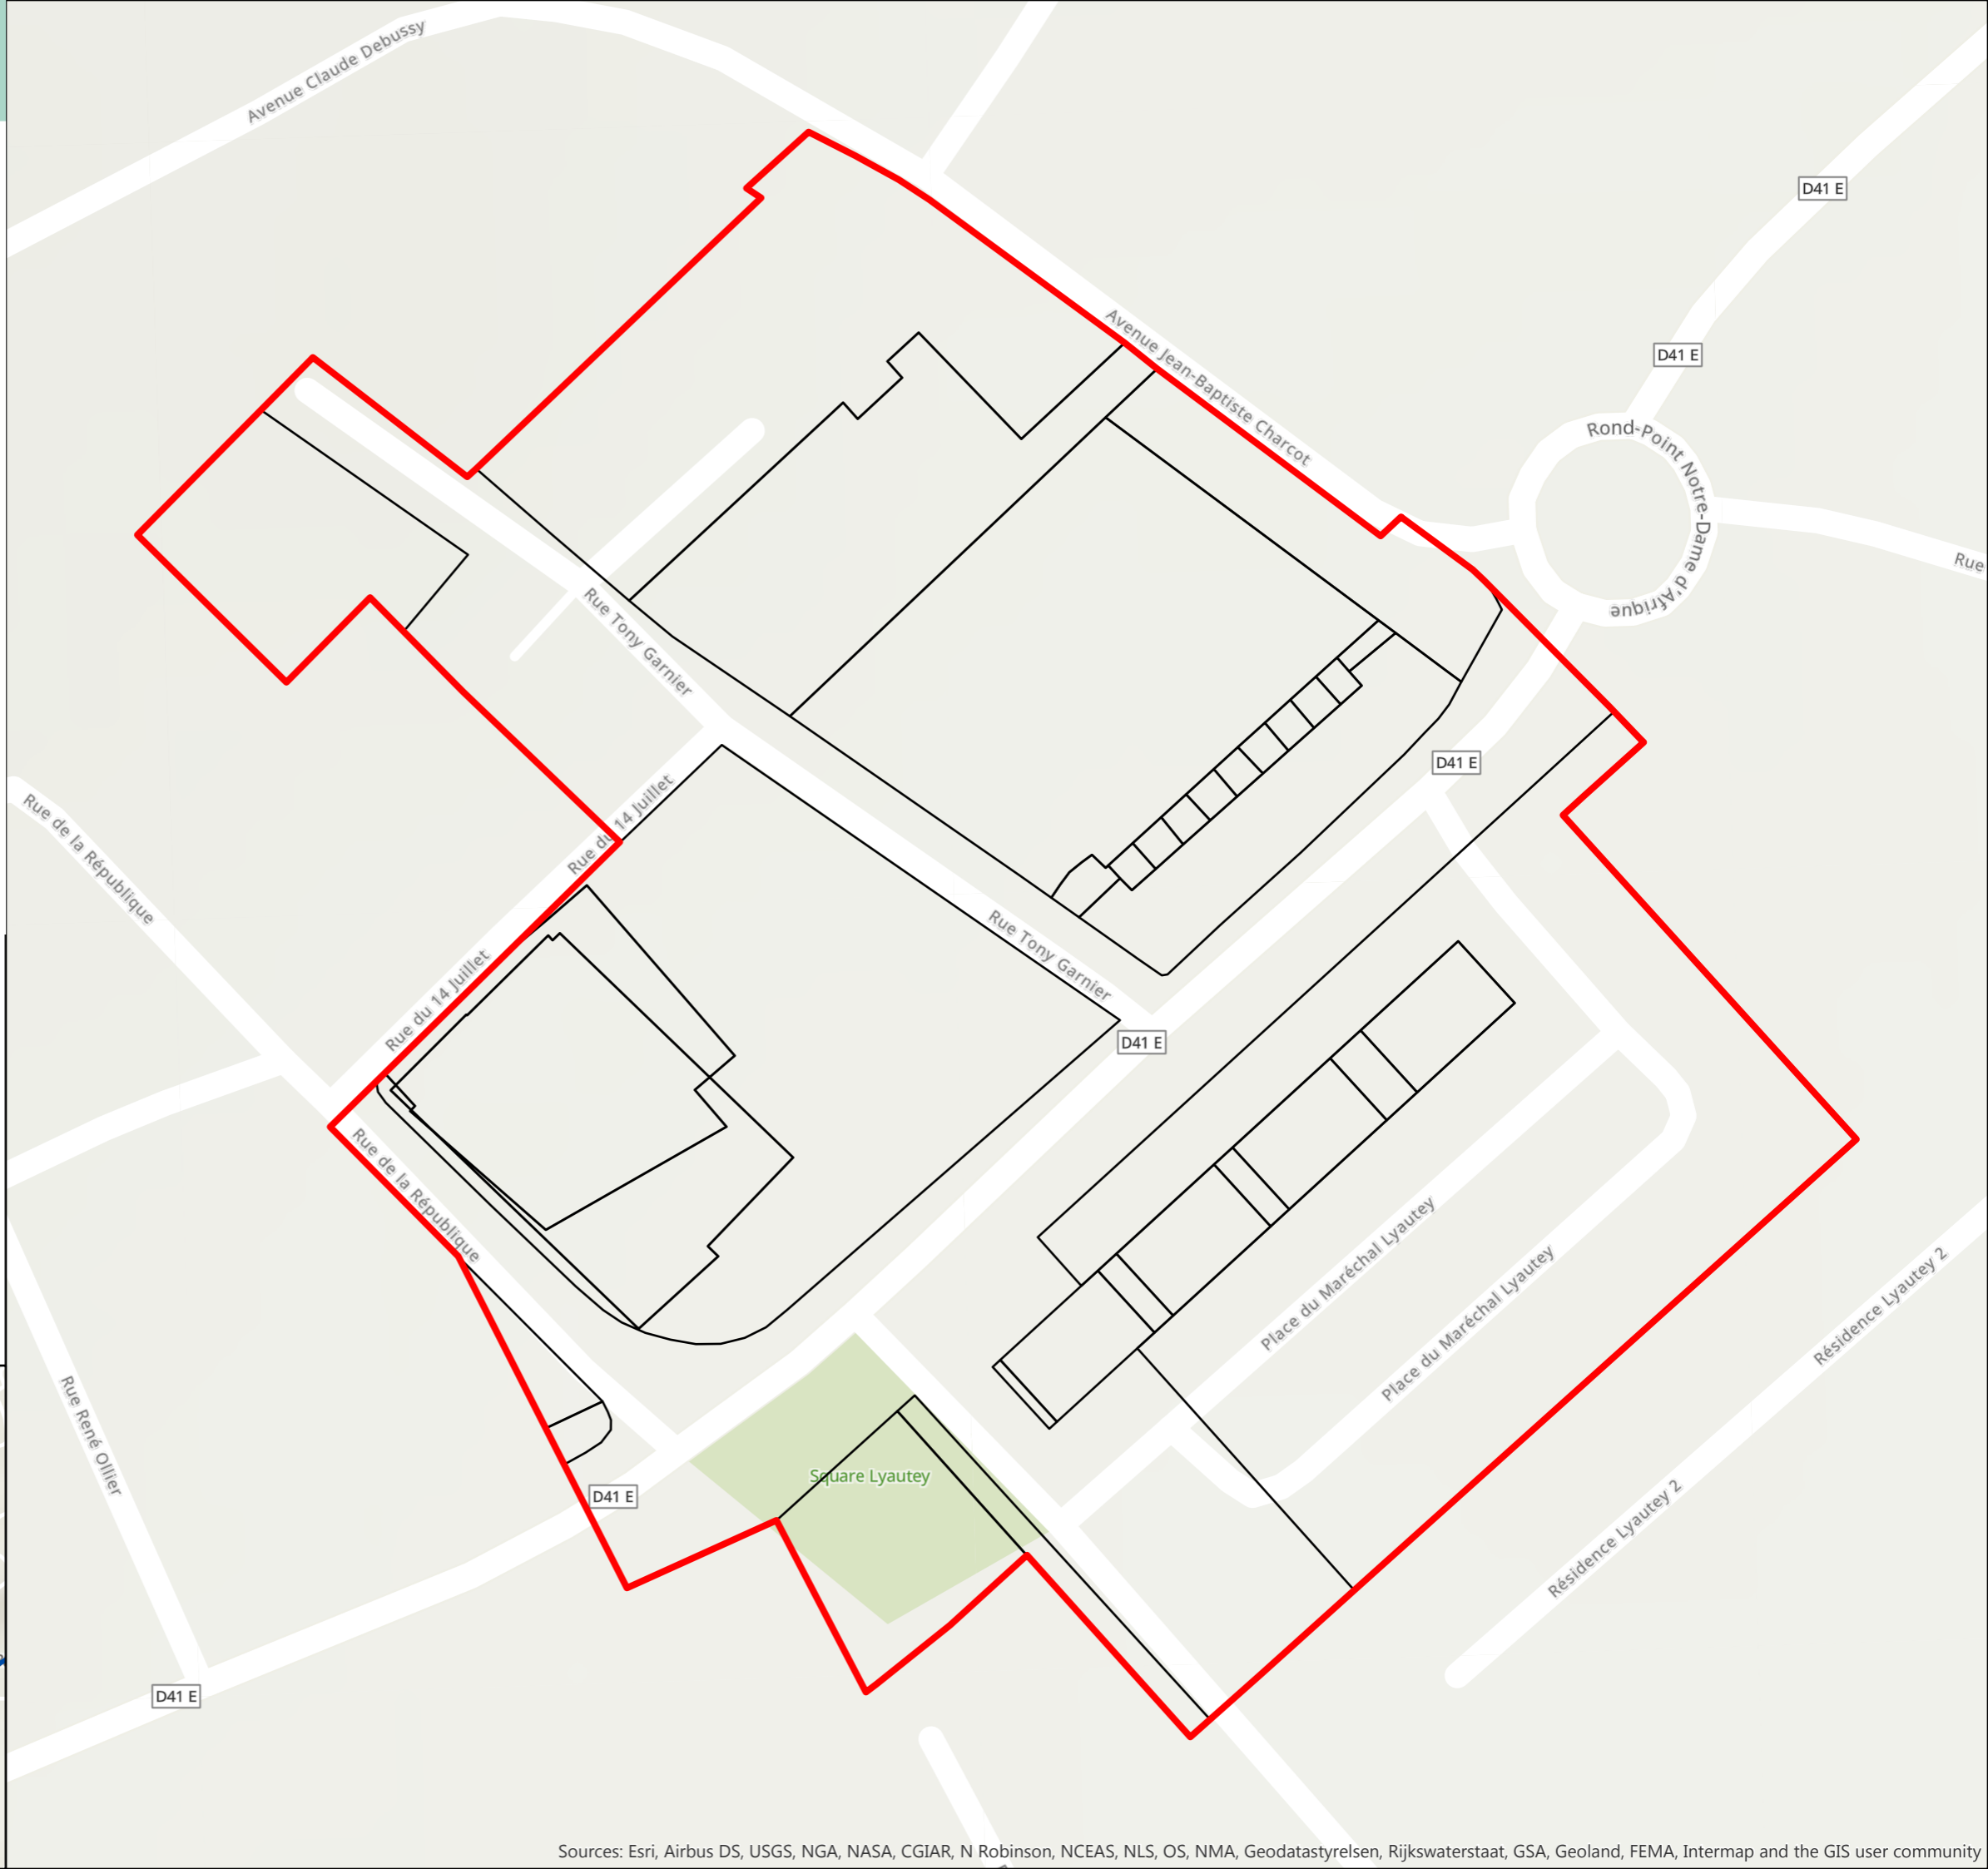 Avenue Claude Debussy
D41 E
Avenue Jean-Baptiste Charcot
D41 E
Rond-Point Notre-Dame d'Afrique
Rue
Rue Tony Garnier
D41 E
Rue du 14 Juillet
Rue de la République
Rue Tony Garnier
Rue du 14 Juillet
D41 E
Rue de la République
Place du Maréchal Lyautey
Place du Maréchal Lyautey
Résidence Lyautey 2
Rue René Ollier
Square Lyautey
D41 E
Résidence Lyautey 2
D41 E
Sources: Esri, Airbus DS, USGS, NGA, NASA, CGIAR, N Robinson, NCEAS, NLS, OS, NMA, Geodatastyrelsen, Rijkswaterstaat, GSA, Geoland, FEMA, Intermap and the GIS user community